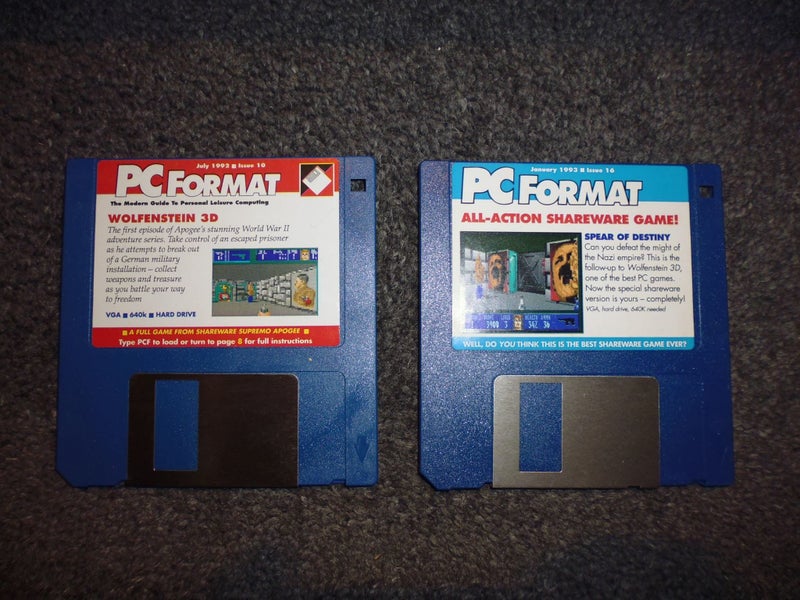 July 1992 ■ Issue 10
PC FORMAT
The Modern Guide To Personal Leisure Computing
WOLFENSTEIN 3D
The first episode of Apogee's stunning World War II
adventure series. Take control of an escaped prisoner
as he attempts to break out
of a German military
installation – collect
weapons and treasure
as you battle your way
to freedom
VGA ■ 640k ■ HARD DRIVE
■ A FULL GAME FROM SHAREWARE SUPREMO APOGEE ■
Type PCF to load or turn to page 8 for full instructions
January 1993 ■ Issue 16
PC FORMAT
ALL-ACTION SHAREWARE GAME!
SPEAR OF DESTINY
Can you defeat the might of
the Nazi empire? This is the
follow-up to Wolfenstein 3D,
one of the best PC games.
Now the special shareware
version is yours – completely!
VGA, hard drive, 640K needed
WELL, DO YOU THINK THIS IS THE BEST SHAREWARE GAME EVER?